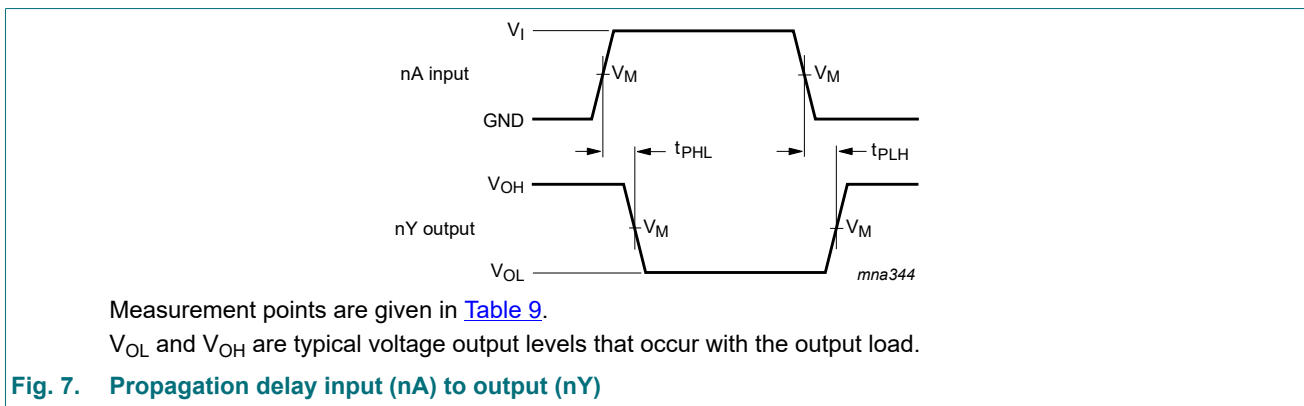 VI
nA input
VM
VM
GND
tPHL
tPLH
VOH
nY output
VM
VM
VOL
mna344
Measurement points are given in Table 9.
VOL and VOH are typical voltage output levels that occur with the output load.
Fig. 7. Propagation delay input (nA) to output (nY)